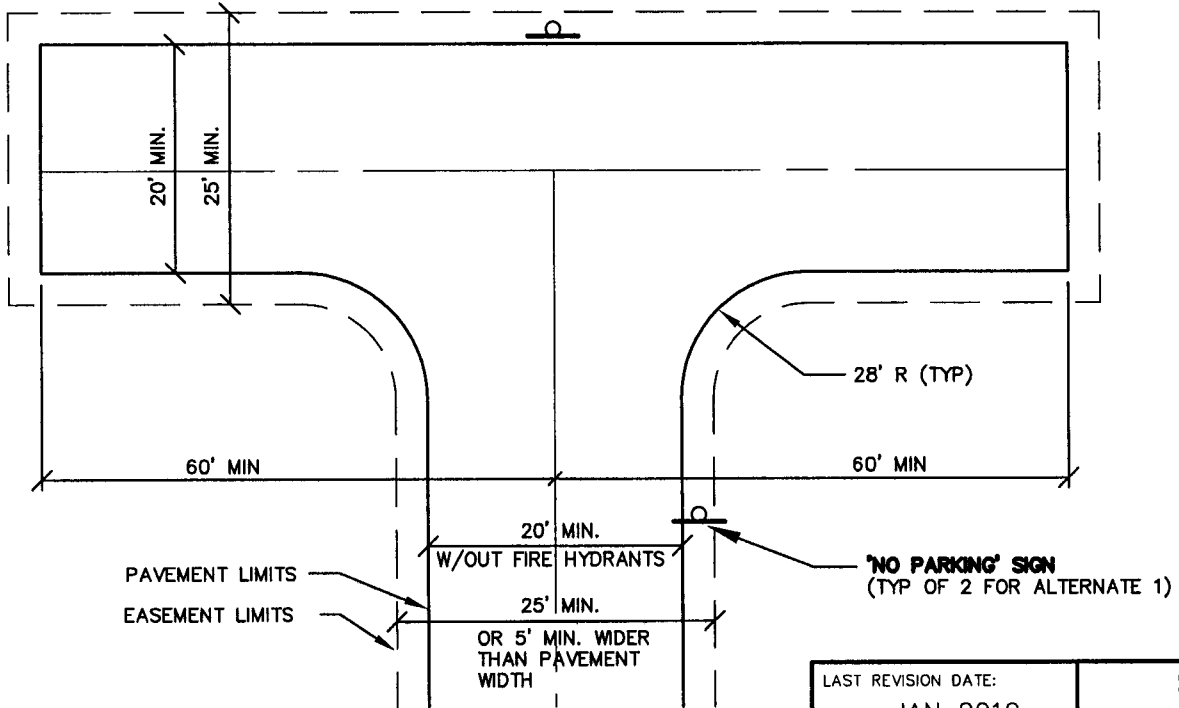 20' MIN.
25' MIN.
28' R (TYP)
60' MIN
60' MIN
20' MIN.
W/OUT FIRE HYDRANTS
"NO PARKING" SIGN
(TYP OF 2 FOR ALTERNATE 1)
PAVEMENT LIMITS
EASEMENT LIMITS
25' MIN.
OR 5' MIN. WIDER
THAN PAVEMENT
WIDTH
LAST REVISION DATE: